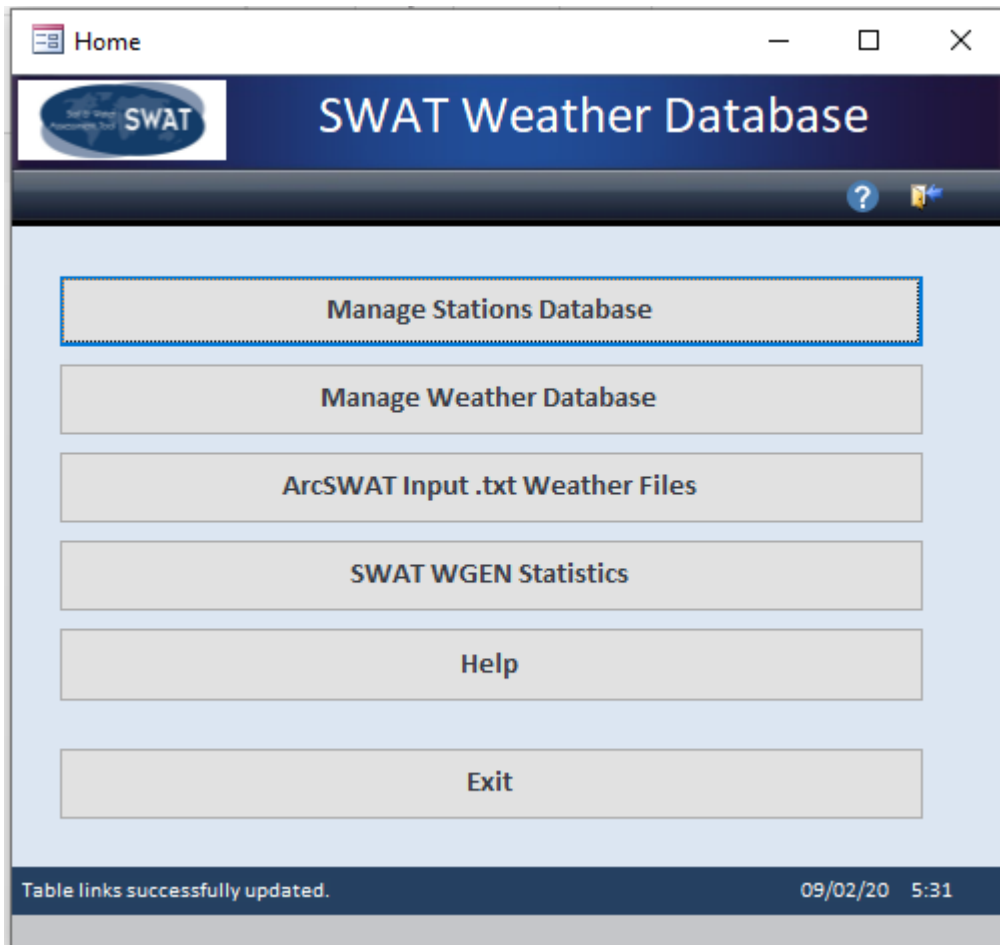 Home
SWAT
SWAT Weather Database
?
Manage Stations Database
Manage Weather Database
ArcSWAT Input .txt Weather Files
SWAT WGEN Statistics
Help
Exit
Table links successfully updated. 09/02/20 5:31